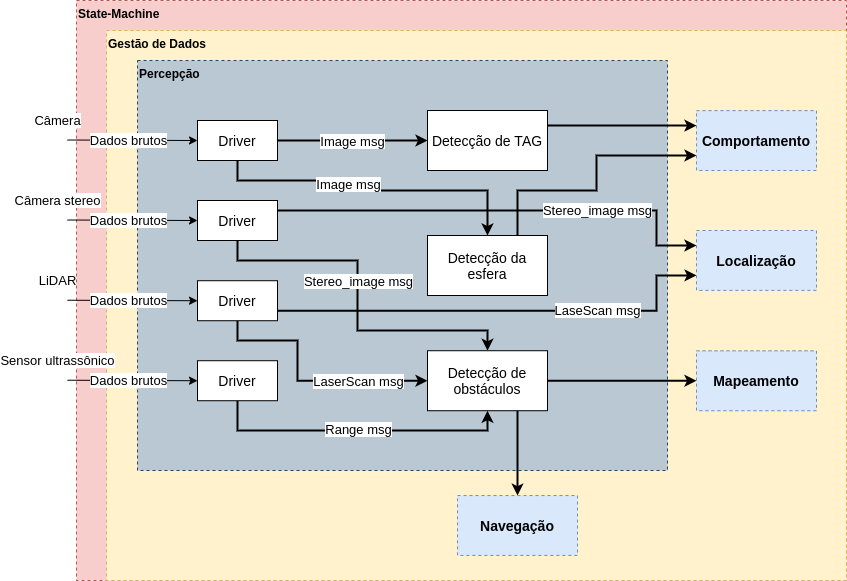 State-Machine
Gestão de Dados
Percepção
Câmera
Dados brutos
Driver
Image msg
Detecção de TAG
Comportamento
Image msg
Câmera stereo
Dados brutos
Driver
Stereo_image msg
Detecção da
esfera
Localização
LiDAR
Dados brutos
Driver
Stereo_image msg
LaseScan msg
Sensor ultrassônico
Dados brutos
Driver
LaserScan msg
Detecção de
obstáculos
Mapeamento
Range msg
Navegação